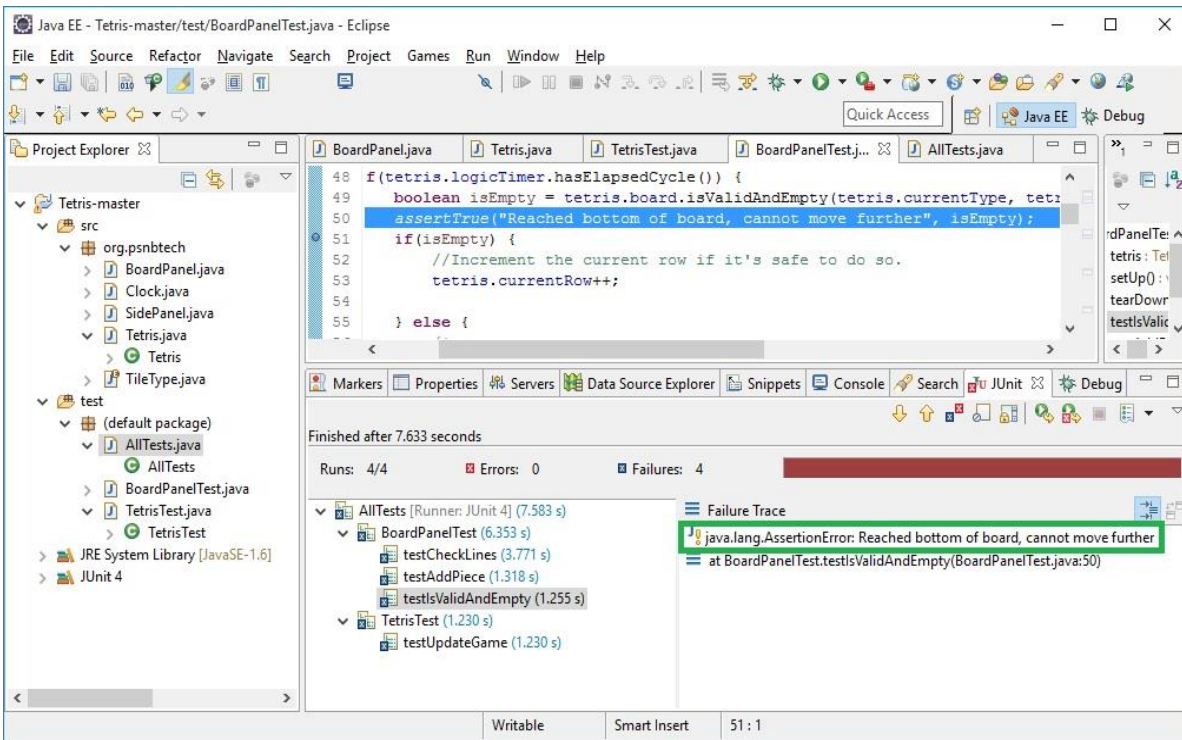 Java EE - Tetris-master/test/BoardPanelTest.java - Eclipse
File Edit Source Refactor Navigate Search Project Games Run Window Help
Quick Access Java EE Debug
Project Explorer
Tetris-master
src
org.psnbtech
BoardPanel.java
Clock.java
SidePanel.java
Tetris.java
Tetris
TileType.java
test
(default package)
AllTests.java
AllTests
BoardPanelTest.java
TetrisTest.java
TetrisTest
JRE System Library [JavaSE-1.6]
JUnit 4
BoardPanel.java Tetris.java TetrisTest.java BoardPanelTest.j... AllTests.java
48 f(tetris.logicTimer.hasElapsedCycle()) {
49 boolean isEmpty = tetris.board.isValidAndEmpty(tetris.currentType, tetr
50 assertTrue("Reached bottom of board, cannot move further", isEmpty);
51 if(isEmpty) {
52 //Increment the current row if it's safe to do so.
53 tetris.currentRow++;
54
55 } else {
rdPanelTe
tetris : Tet
setUp() :
tearDown
testIsValid
Markers Properties Servers Data Source Explorer Snippets Console Search JUnit Debug
Finished after 7.633 seconds
Runs: 4/4 Errors: 0 Failures: 4
AllTests [Runner: JUnit 4] (7.583 s)
BoardPanelTest (6.353 s)
testCheckLines (3.771 s)
testAddPiece (1.318 s)
testIsValidAndEmpty (1.255 s)
TetrisTest (1.230 s)
testUpdateGame (1.230 s)
Failure Trace
java.lang.AssertionError: Reached bottom of board, cannot move further
at BoardPanelTest.testIsValidAndEmpty(BoardPanelTest.java:50)
Writable Smart Insert 51 : 1